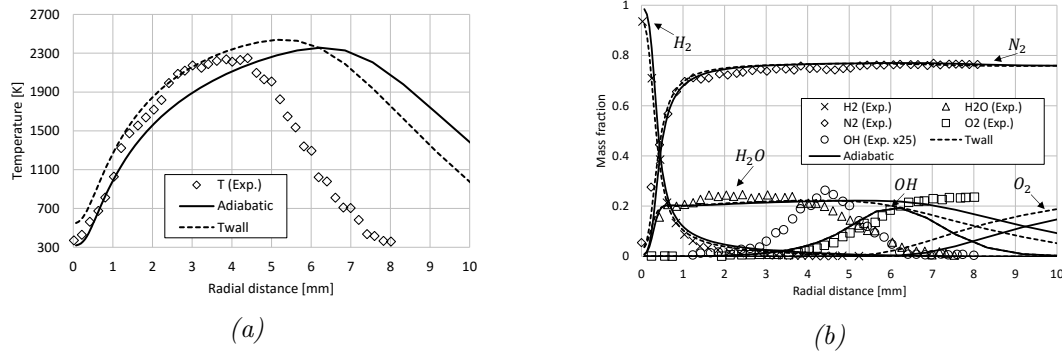 2700
2300
1900
1500
1100
700
300
Temperature [K]
T (Exp.)
Adiabatic
Twall
0 1 2 3 4 5 6 7 8 9 10
Radial distance [mm]
(a)
1
0.8
0.6
0.4
0.2
0
Mass fraction
H₂
N₂
H2 (Exp.) H2O (Exp.)
N2 (Exp.) O2 (Exp.)
OH (Exp. x25) Twall
Adiabatic
H₂O
OH
O₂
0 1 2 3 4 5 6 7 8 9 10
Radial distance [mm]
(b)